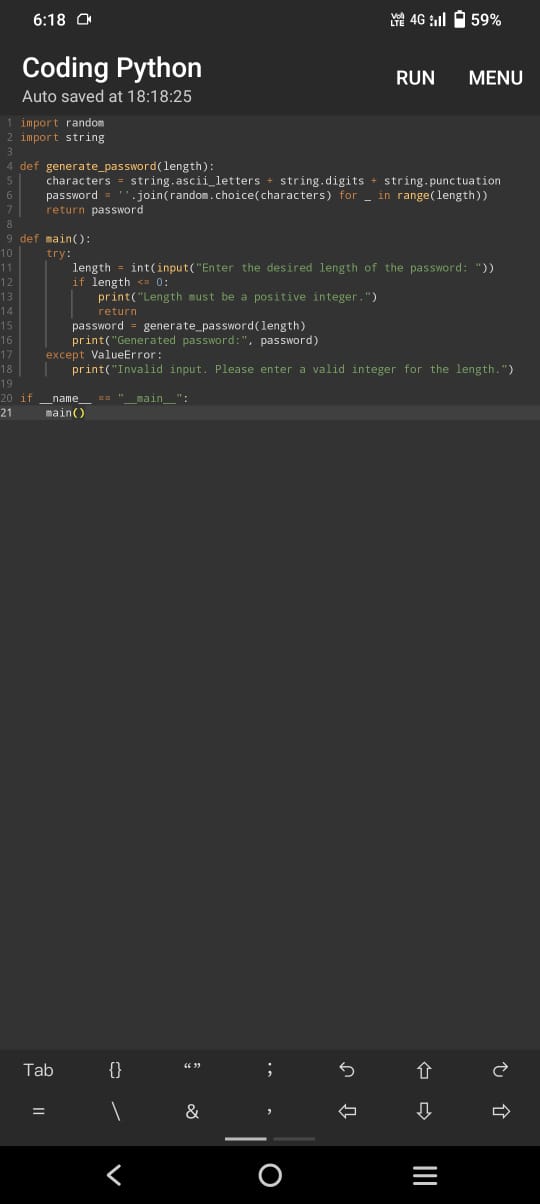 6:18 Vo) LTE 4G 59%
Coding Python
RUN MENU
Auto saved at 18:18:25
1 import random
2 import string
3
4 def generate_password(length):
5     characters = string.ascii_letters + string.digits + string.punctuation
6     password = ''.join(random.choice(characters) for _ in range(length))
7     return password
8
9 def main():
10     try:
11         length = int(input("Enter the desired length of the password: "))
12         if length <= 0:
13             print("Length must be a positive integer.")
14             return
15         password = generate_password(length)
16         print("Generated password:", password)
17     except ValueError:
18         print("Invalid input. Please enter a valid integer for the length.")
19
20 if __name__ == "__main__":
21     main()
Tab {} “” ;
= \ & ,